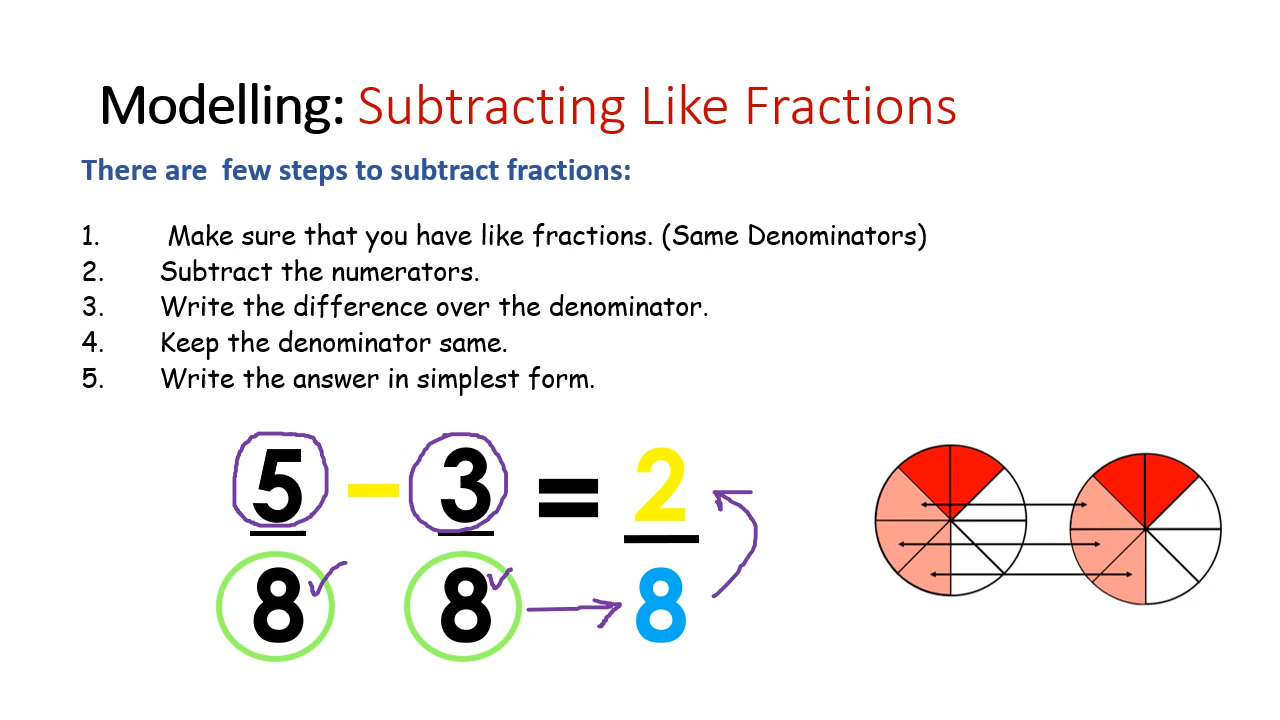 Modelling: Subtracting Like Fractions
There are  few steps to subtract fractions:
1. Make sure that you have like fractions. (Same Denominators)
2. Subtract the numerators.
3. Write the difference over the denominator.
4. Keep the denominator same.
5. Write the answer in simplest form.
5 – 3 = 2
8 8 8